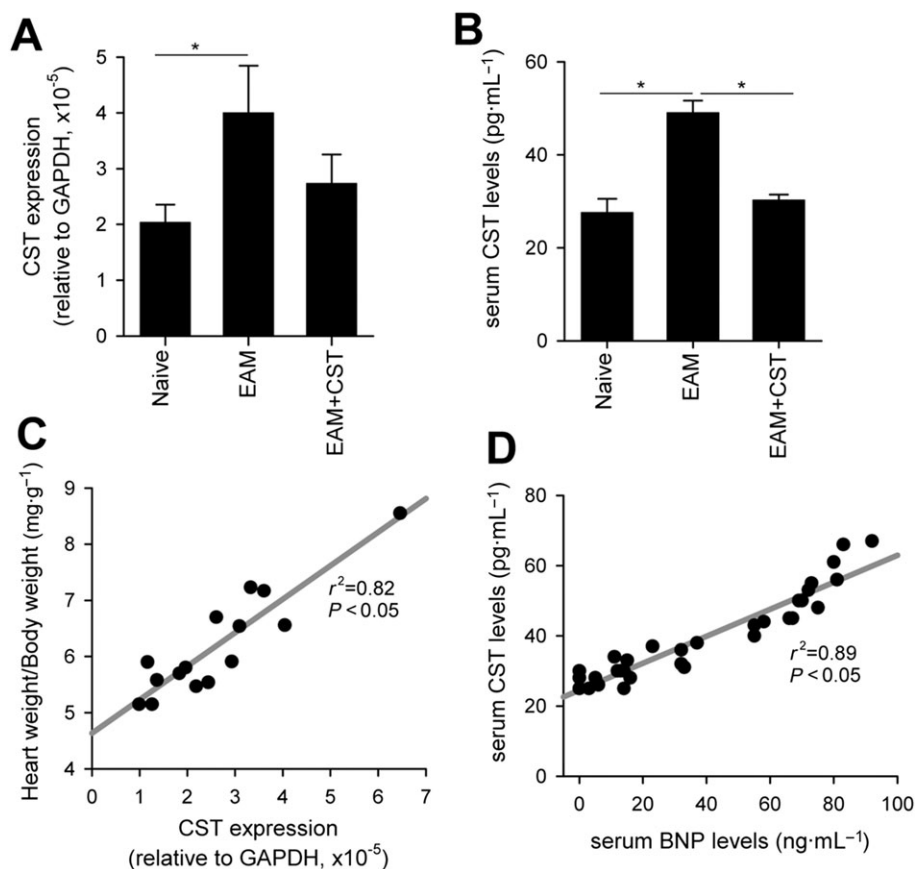 A
CST expression
(relative to GAPDH, x10-5)
5
4
3
2
1
0
*
Naive
EAM
EAM+CST
B
serum CST levels (pg·mL−1)
60
40
20
0
*
*
Naive
EAM
EAM+CST
C
Heart weight/Body weight (mg·g−1)
9
8
7
6
5
4
r²=0.82
P<0.05
0 1 2 3 4 5 6 7
CST expression
(relative to GAPDH, x10-5)
D
serum CST levels (pg·mL−1)
80
60
40
20
0
r²=0.89
P<0.05
0 20 40 60 80 100
serum BNP levels (ng·mL−1)